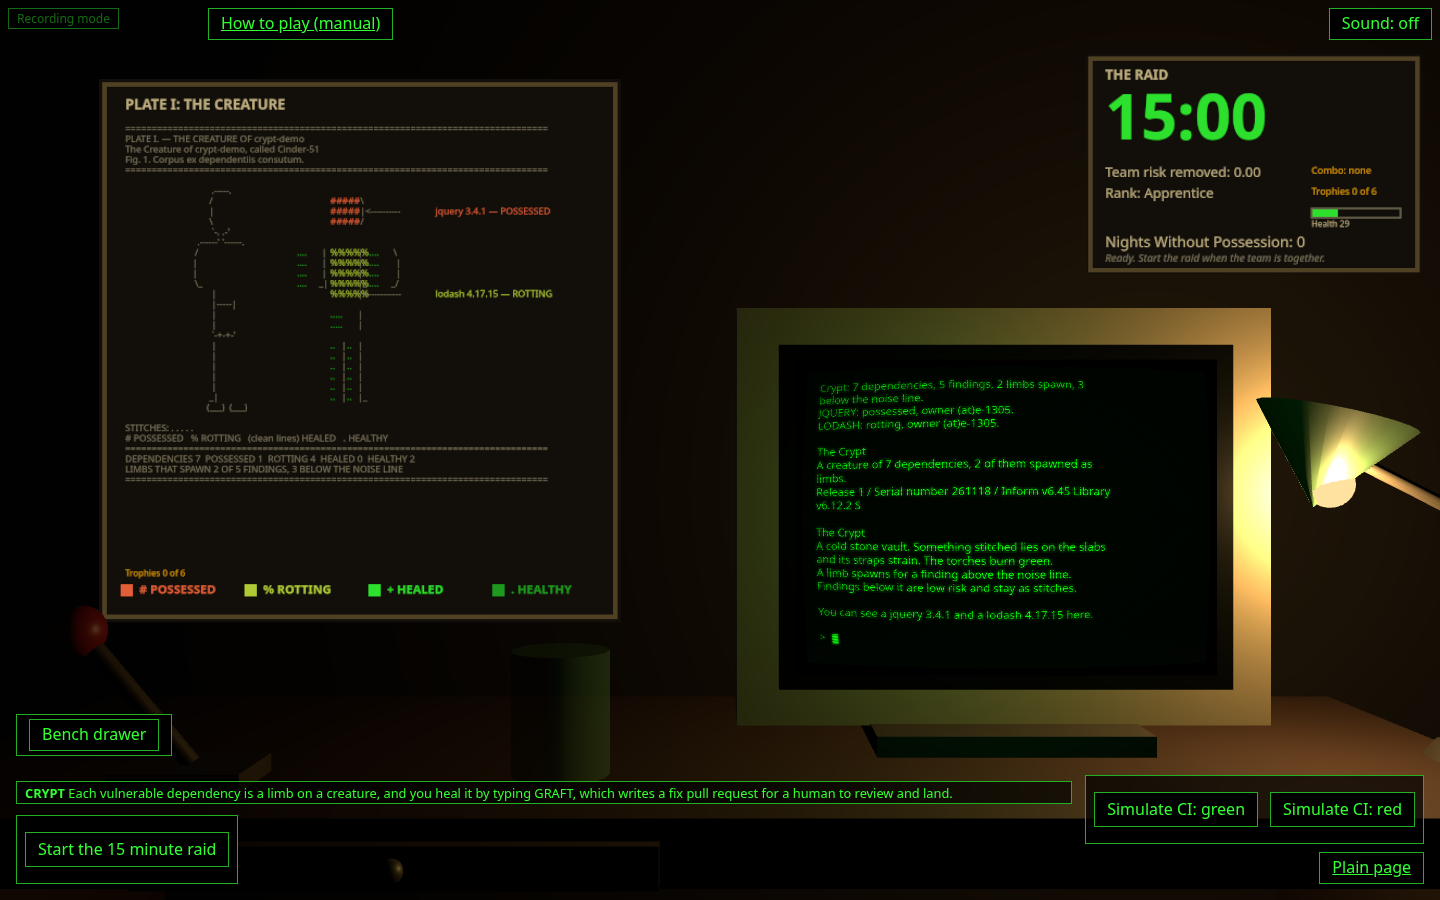 Recording mode
How to play (manual)
Sound: off
PLATE I: THE CREATURE
PLATE I. — THE CREATURE OF crypt-demo
The Creature of crypt-demo, called Cinder-51
Fig. 1. Corpus ex dependentiis consutum.
jquery 3.4.1 — POSSESSED
lodash 4.17.15 — ROTTING
STITCHES: . . . . .
# POSSESSED % ROTTING (clean lines) HEALED . HEALTHY
DEPENDENCIES 7 POSSESSED 1 ROTTING 4 HEALED 0 HEALTHY 2
LIMBS THAT SPAWN 2 OF 5 FINDINGS, 3 BELOW THE NOISE LINE
Trophies 0 of 6
# POSSESSED
% ROTTING
+ HEALED
. HEALTHY
THE RAID
15:00
Team risk removed: 0.00
Rank: Apprentice
Combo: none
Trophies 0 of 6
Health 29
Nights Without Possession: 0
Ready. Start the raid when the team is together.
Crypt: 7 dependencies, 5 findings, 2 limbs spawn, 3
below the noise line.
JQUERY: possessed, owner (at)e-1305.
LODASH: rotting, owner (at)e-1305.
The Crypt
A creature of 7 dependencies, 2 of them spawned as
limbs.
Release 1 / Serial number 261118 / Inform v6.45 Library
v6.12.2 S
The Crypt
A cold stone vault. Something stitched lies on the slabs
and its straps strain. The torches burn green.
A limb spawns for a finding above the noise line.
Findings below it are low risk and stay as stitches.
You can see a jquery 3.4.1 and a lodash 4.17.15 here.
>
Bench drawer
CRYPT Each vulnerable dependency is a limb on a creature, and you heal it by typing GRAFT, which writes a fix pull request for a human to review and land.
Simulate CI: green
Simulate CI: red
Start the 15 minute raid
Plain page